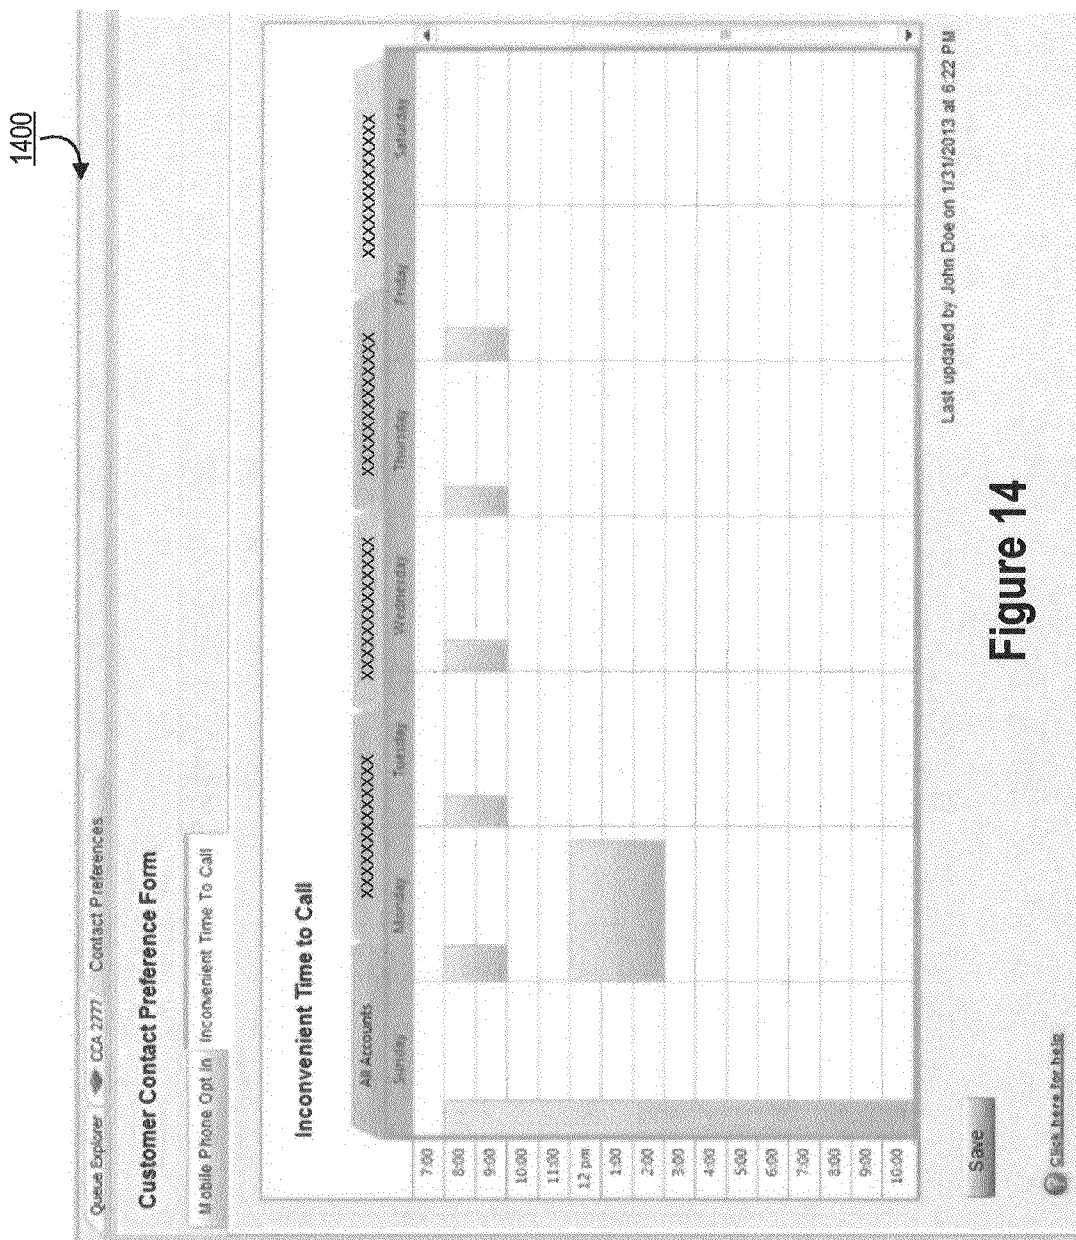 1400
Queue Explorer CCA 2777 Contact Preferences
Customer Contact Preference Form
Mobile Phone Opt In Inconvenient Time To Call
Inconvenient Time to Call
All Accounts XXXXXXXXXXXXX XXXXXXXXXXXXX XXXXXXXXXXXXX XXXXXXXXXXXXX
Sunday Monday Tuesday Wednesday Thursday Friday Saturday
7:00
8:00
9:00
10:00
11:00
12 pm
1:00
2:00
3:00
4:00
5:00
6:00
7:00
8:00
9:00
10:00
Last updated by John Doe on 1/31/2013 at 6:22 PM
Save
Click here for help
Figure 14